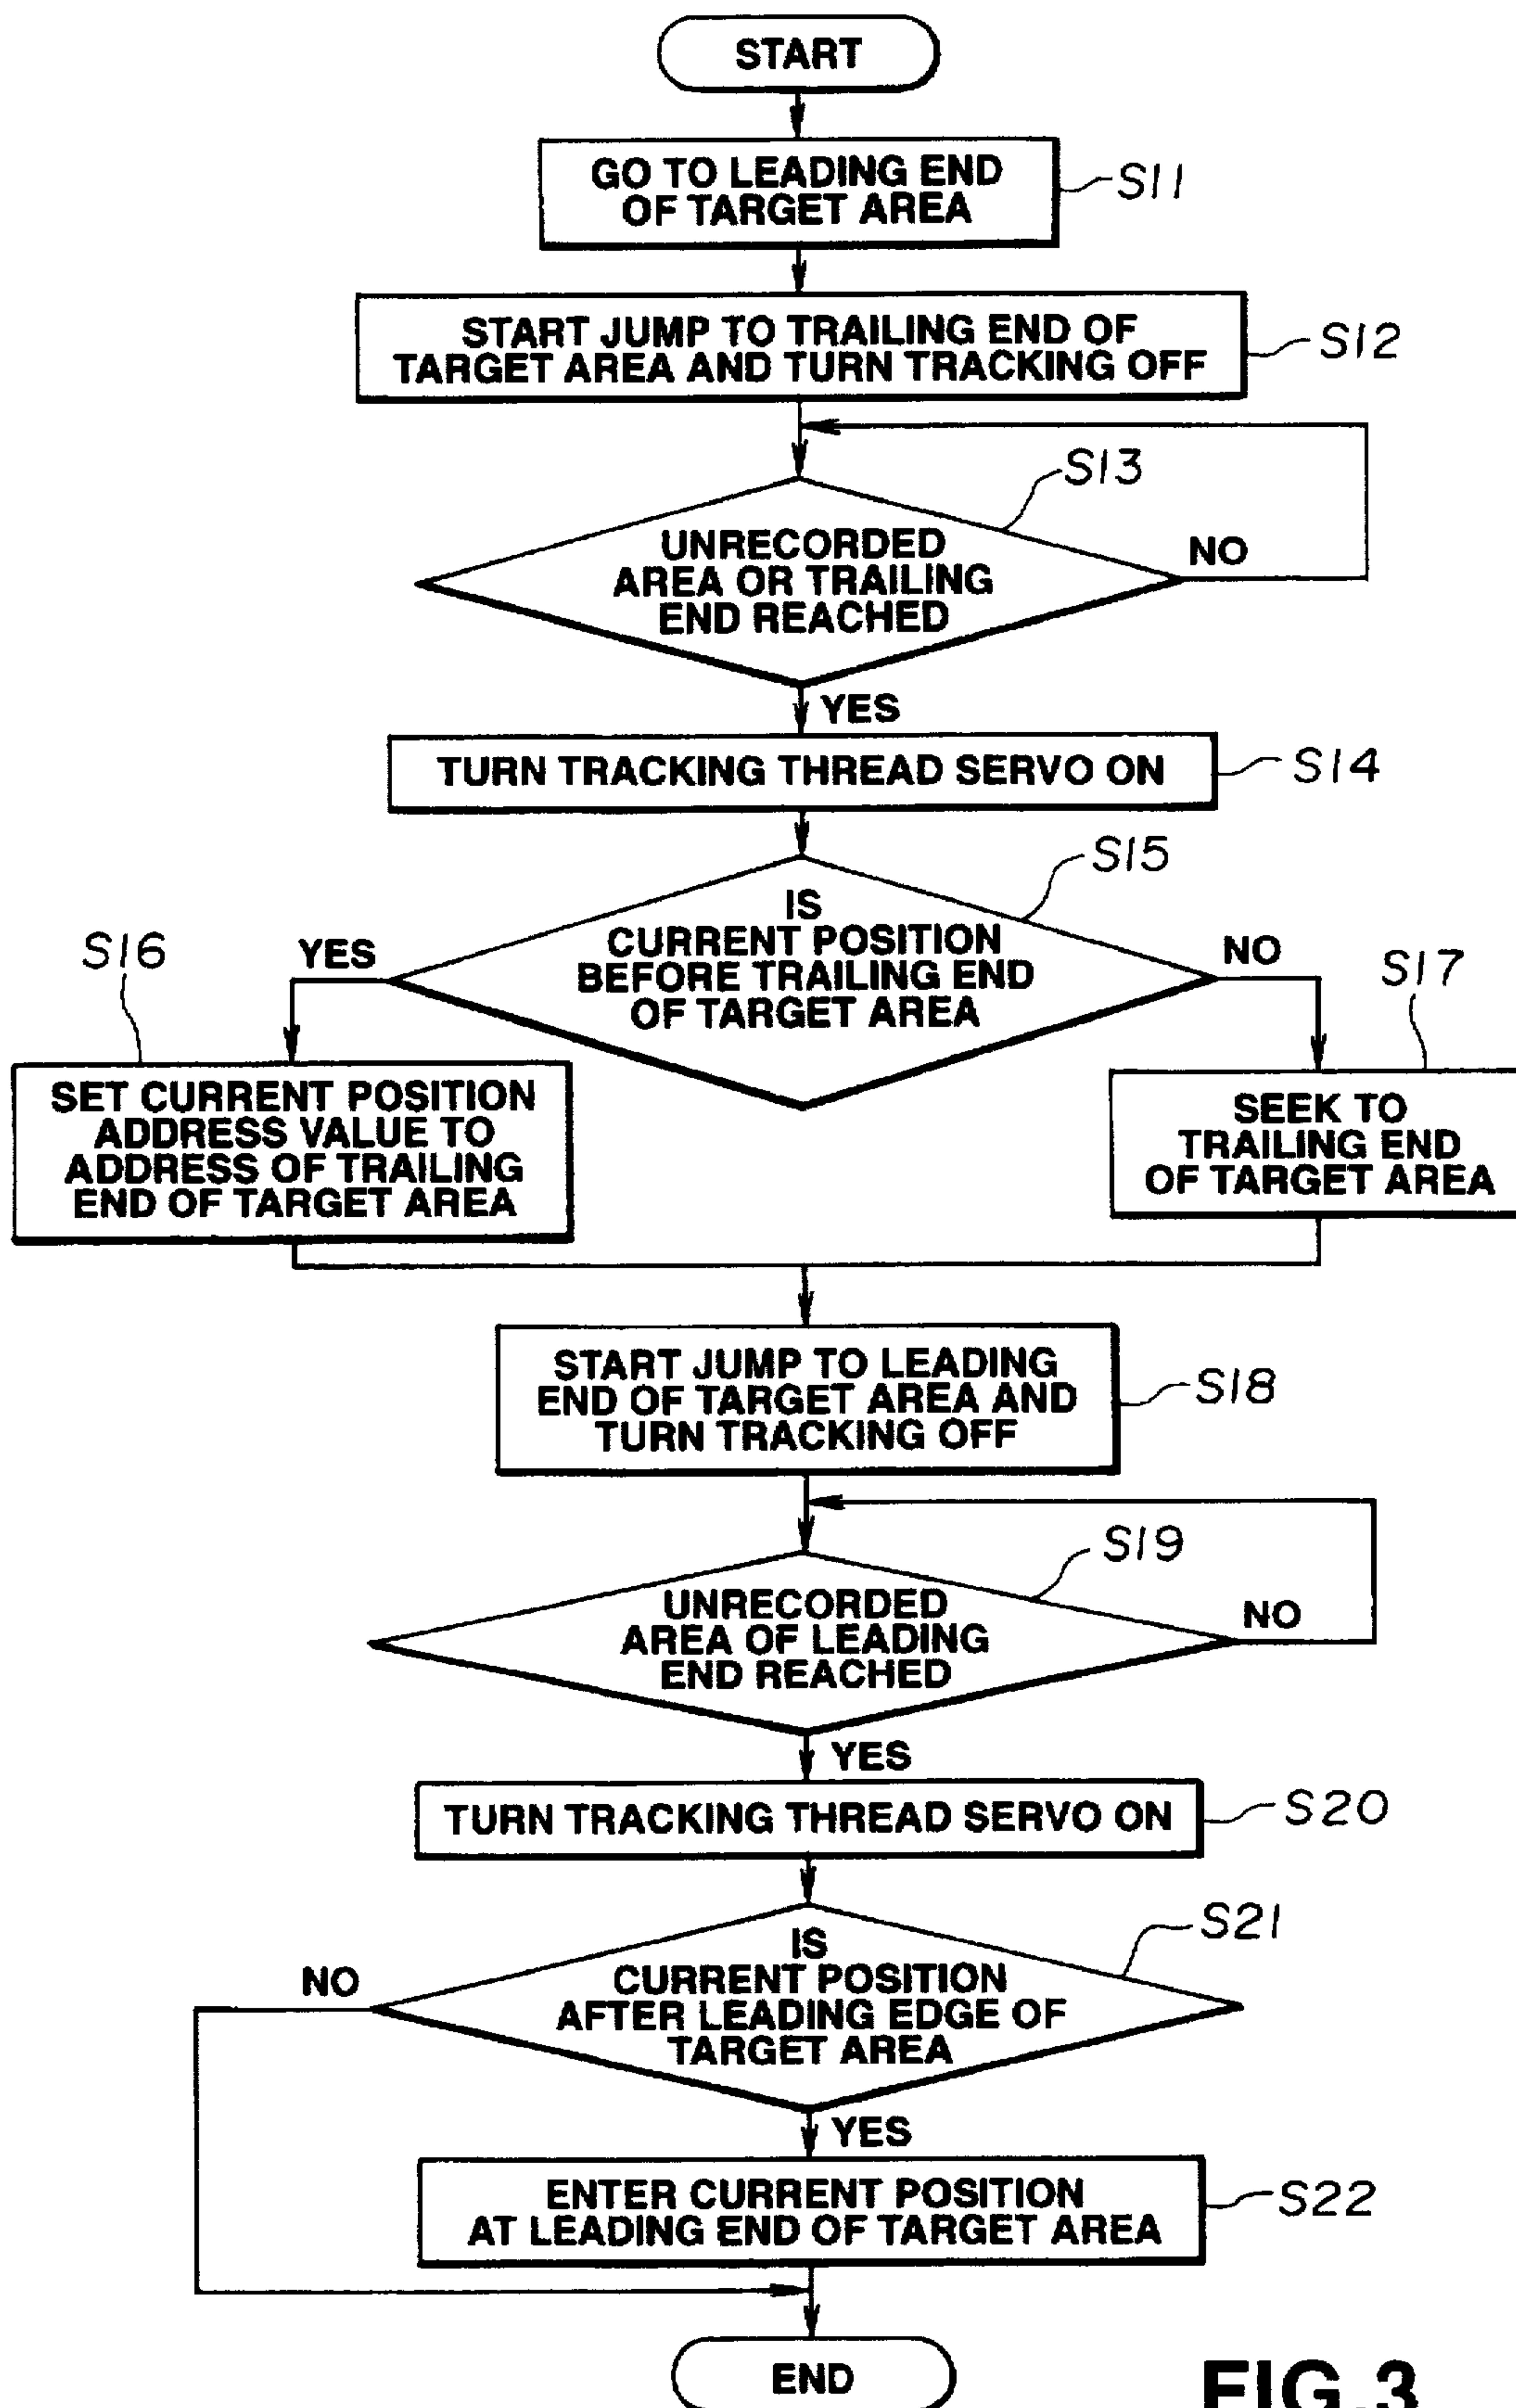 START
GO TO LEADING END
OF TARGET AREA
S11
START JUMP TO TRAILING END OF
TARGET AREA AND TURN TRACKING OFF
S12
S13
UNRECORDED
AREA OR TRAILING
END REACHED
NO
YES
TURN TRACKING THREAD SERVO ON
S14
S15
IS
CURRENT POSITION
BEFORE TRAILING END
OF TARGET AREA
YES
NO
S16
S17
SET CURRENT POSITION
ADDRESS VALUE TO
ADDRESS OF TRAILING
END OF TARGET AREA
SEEK TO
TRAILING END
OF TARGET AREA
START JUMP TO LEADING
END OF TARGET AREA AND
TURN TRACKING OFF
S18
S19
UNRECORDED
AREA OF LEADING
END REACHED
NO
YES
TURN TRACKING THREAD SERVO ON
S20
S21
IS
CURRENT POSITION
AFTER LEADING EDGE OF
TARGET AREA
NO
YES
ENTER CURRENT POSITION
AT LEADING END OF TARGET AREA
S22
END
FIG.3